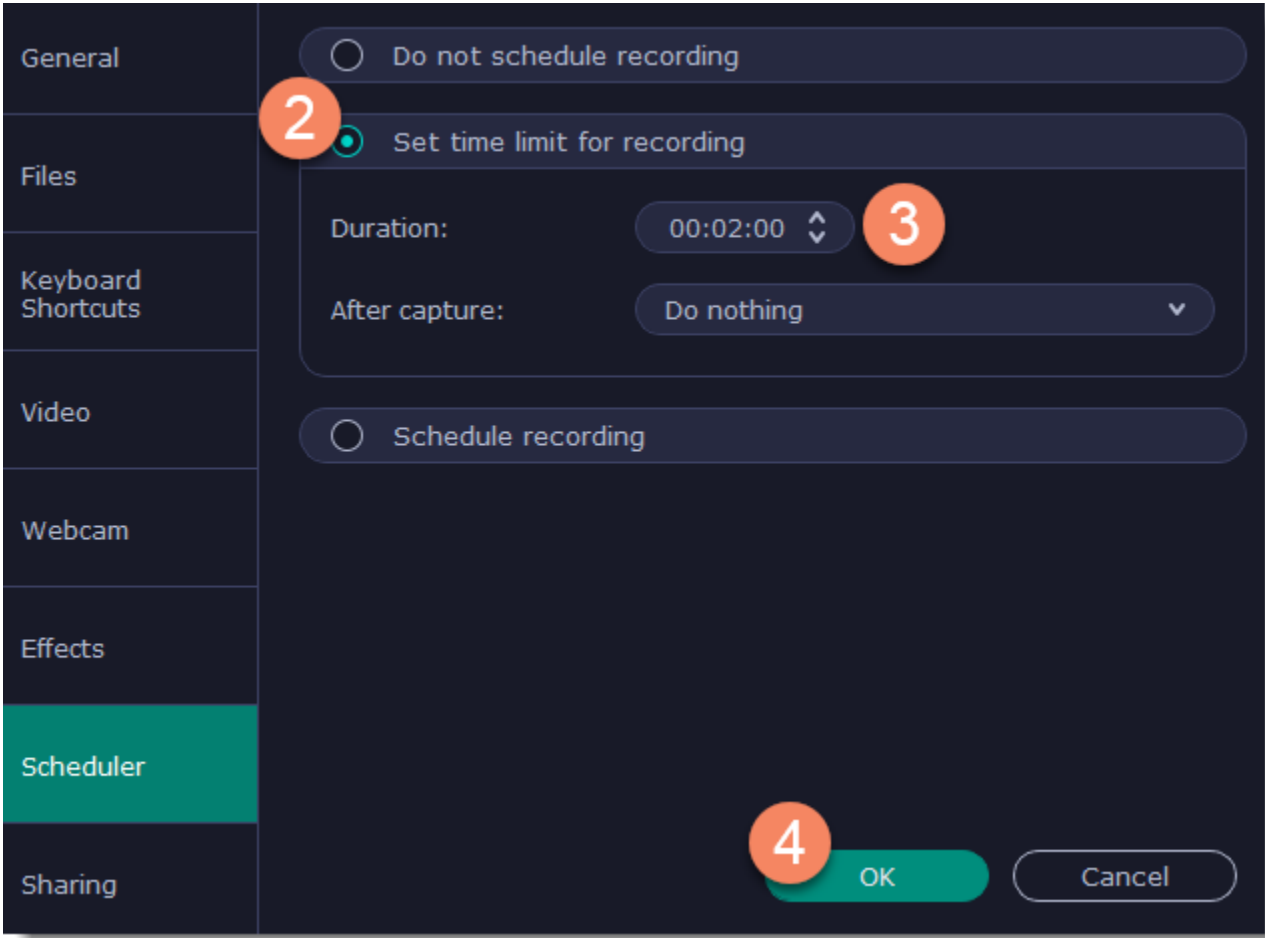 General
Files
Keyboard
Shortcuts
Video
Webcam
Effects
Scheduler
Sharing
Do not schedule recording
2
Set time limit for recording
Duration:
00:02:00
3
After capture:
Do nothing
Schedule recording
4
OK
Cancel